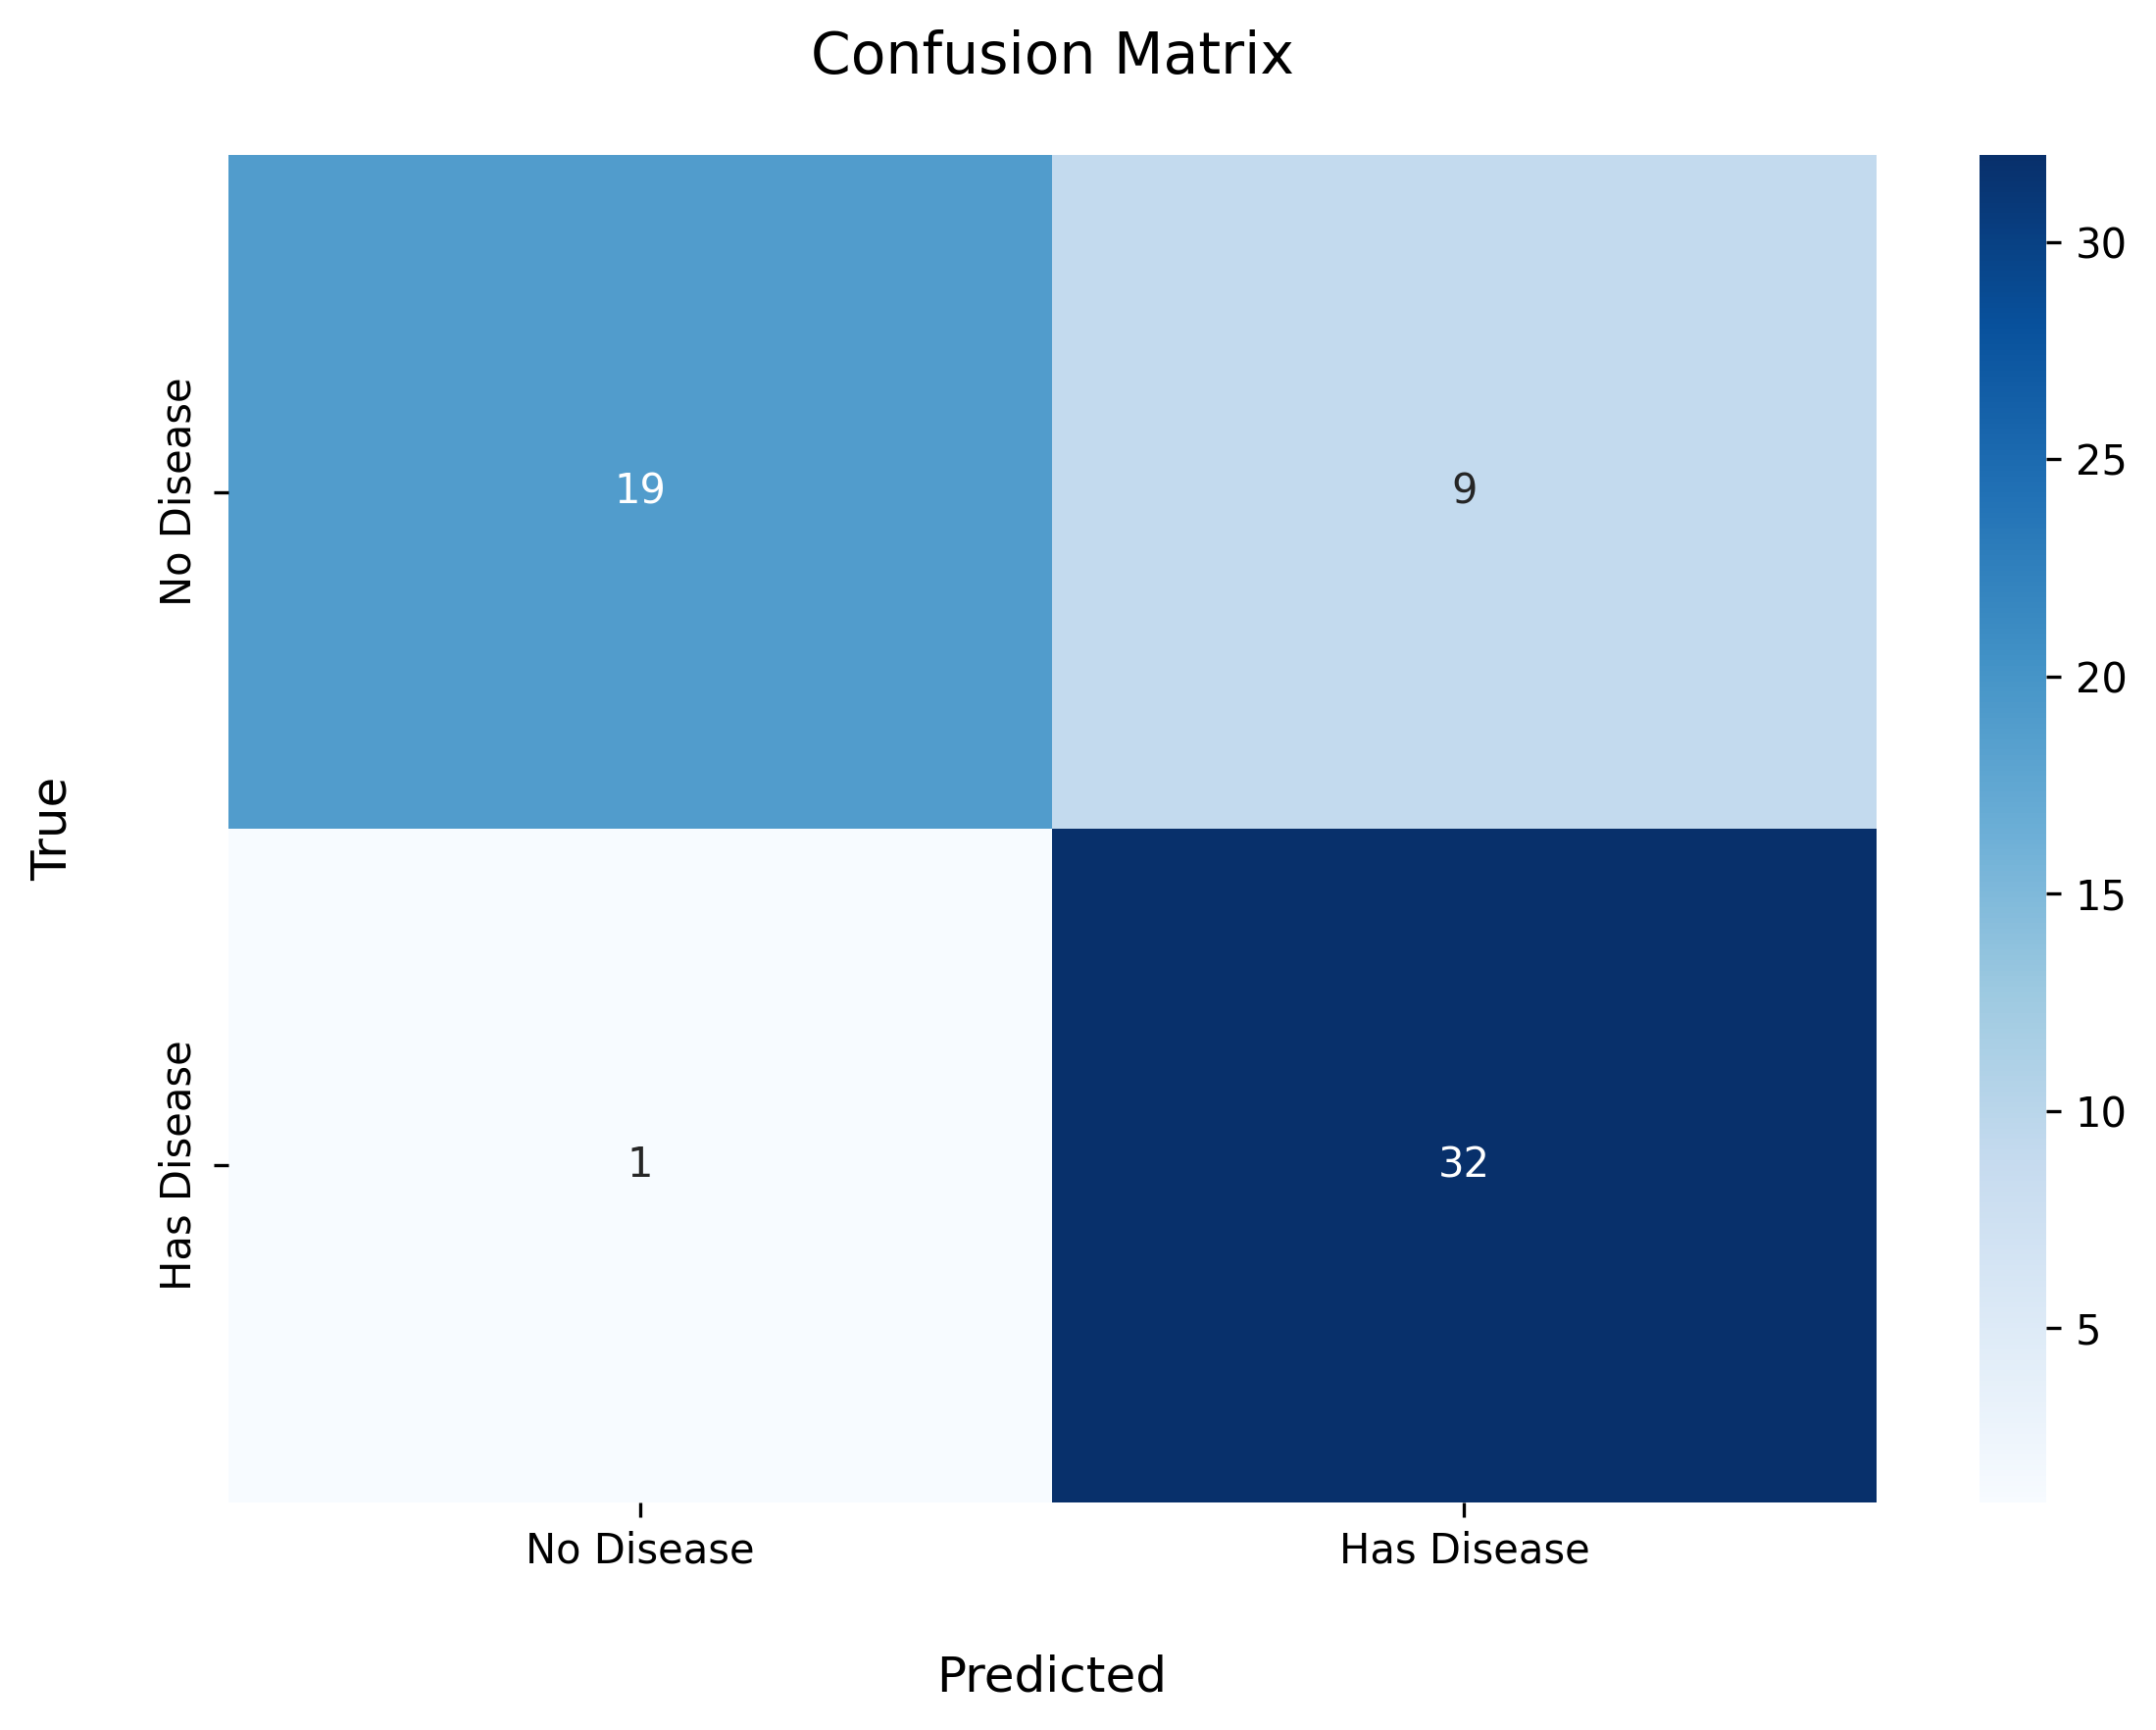 Confusion Matrix
True
No Disease
Has Disease
19
9
1
32
No Disease
Has Disease
Predicted
30
25
20
15
10
5